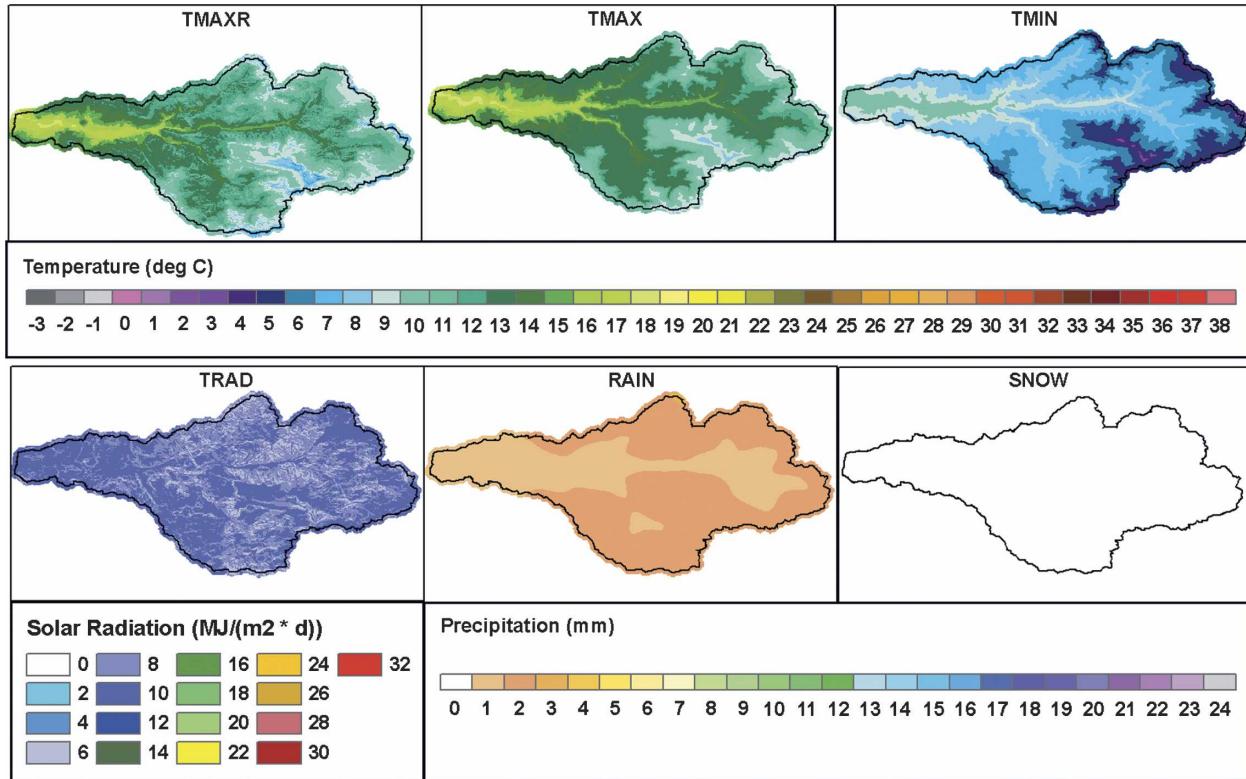 TMAXR TMAX TMIN
Temperature (deg C)
-3 -2 -1 0 1 2 3 4 5 6 7 8 9 10 11 12 13 14 15 16 17 18 19 20 21 22 23 24 25 26 27 28 29 30 31 32 33 34 35 36 37 38
TRAD RAIN SNOW
Solar Radiation (MJ/(m2 * d))
0 8 16 24 32
2 10 18 26
4 12 20 28
6 14 22 30
Precipitation (mm)
0 1 2 3 4 5 6 7 8 9 10 11 12 13 14 15 16 17 18 19 20 21 22 23 24